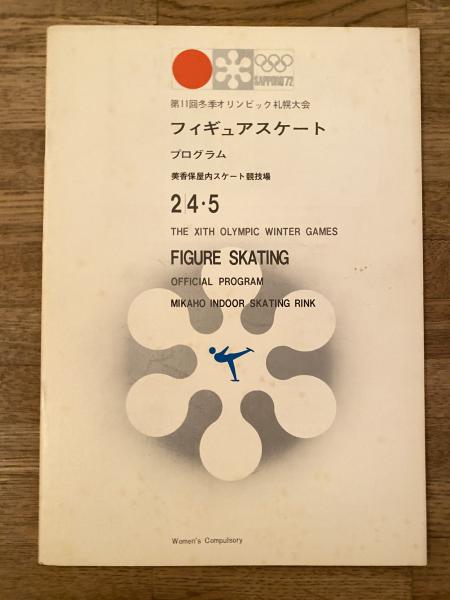 SAPPORO'72
第11回冬季オリンピック札幌大会
フィギュアスケート
プログラム
美香保屋内スケート競技場
2|4・5
THE XITH OLYMPIC WINTER GAMES
FIGURE SKATING
OFFICIAL PROGRAM
MIKAHO INDOOR SKATING RINK
Women's Compulsory